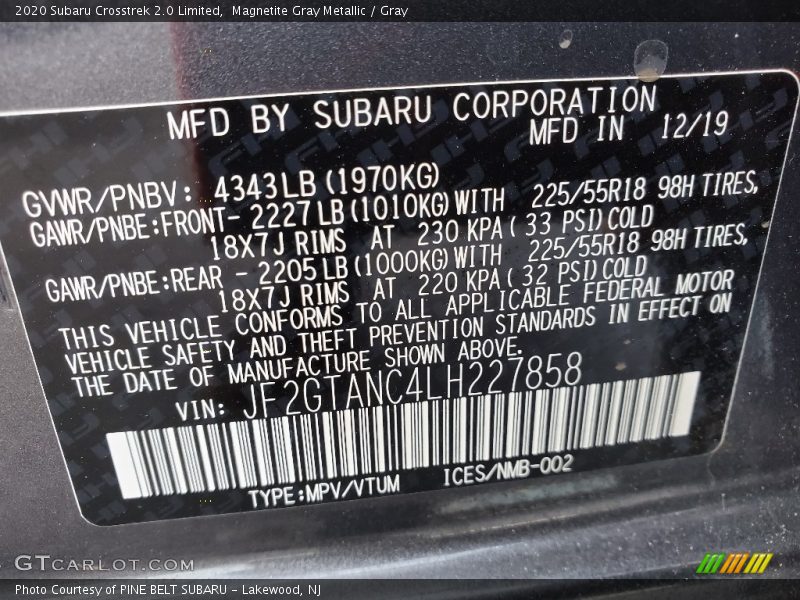 2020 Subaru Crosstrek 2.0 Limited,  Magnetite Gray Metallic / Gray
MFD BY SUBARU CORPORATION
MFD IN 12/19
GVWR/PNBV: 4343LB (1970KG)
GAWR/PNBE:FRONT- 2227 LB (1010KG) WITH 225/55R18 98H TIRES,
18X7J RIMS AT 230 KPA ( 33 PSI) COLD
GAWR/PNBE:REAR - 2205 LB (1000KG) WITH 225/55R18 98H TIRES,
18X7J RIMS AT 220 KPA ( 32 PSI) COLD
THIS VEHICLE CONFORMS TO ALL APPLICABLE FEDERAL MOTOR
VEHICLE SAFETY AND THEFT PREVENTION STANDARDS IN EFFECT ON
THE DATE OF MANUFACTURE SHOWN ABOVE.
VIN: JF2GTANC4LH227858
TYPE:MPV/VTUM ICES/NMB-002
GTCARLOT.COM
Photo Courtesy of PINE BELT SUBARU - Lakewood, NJ